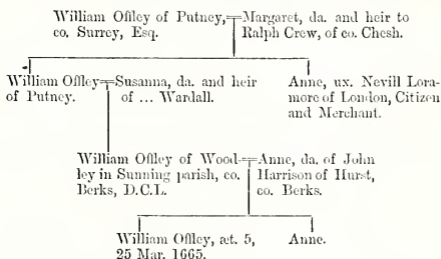 William Offley of Putney,
co. Surrey, Esq.
Margaret, da. and heir to
Ralph Crew, of co. Chesh.
William Offley
of Putney.
Susanna, da. and heir
of ... Wardall.
Anne, ux. Nevill Lora-
more of London, Citizen
and Merchant.
William Offley of Wood-
ley in Sunning parish, co.
Berks, D.C.L.
Anne, da. of John
Harrison of Hurst,
co. Berks.
William Offley, æt. 5,
25 Mar. 1665.
Anne.